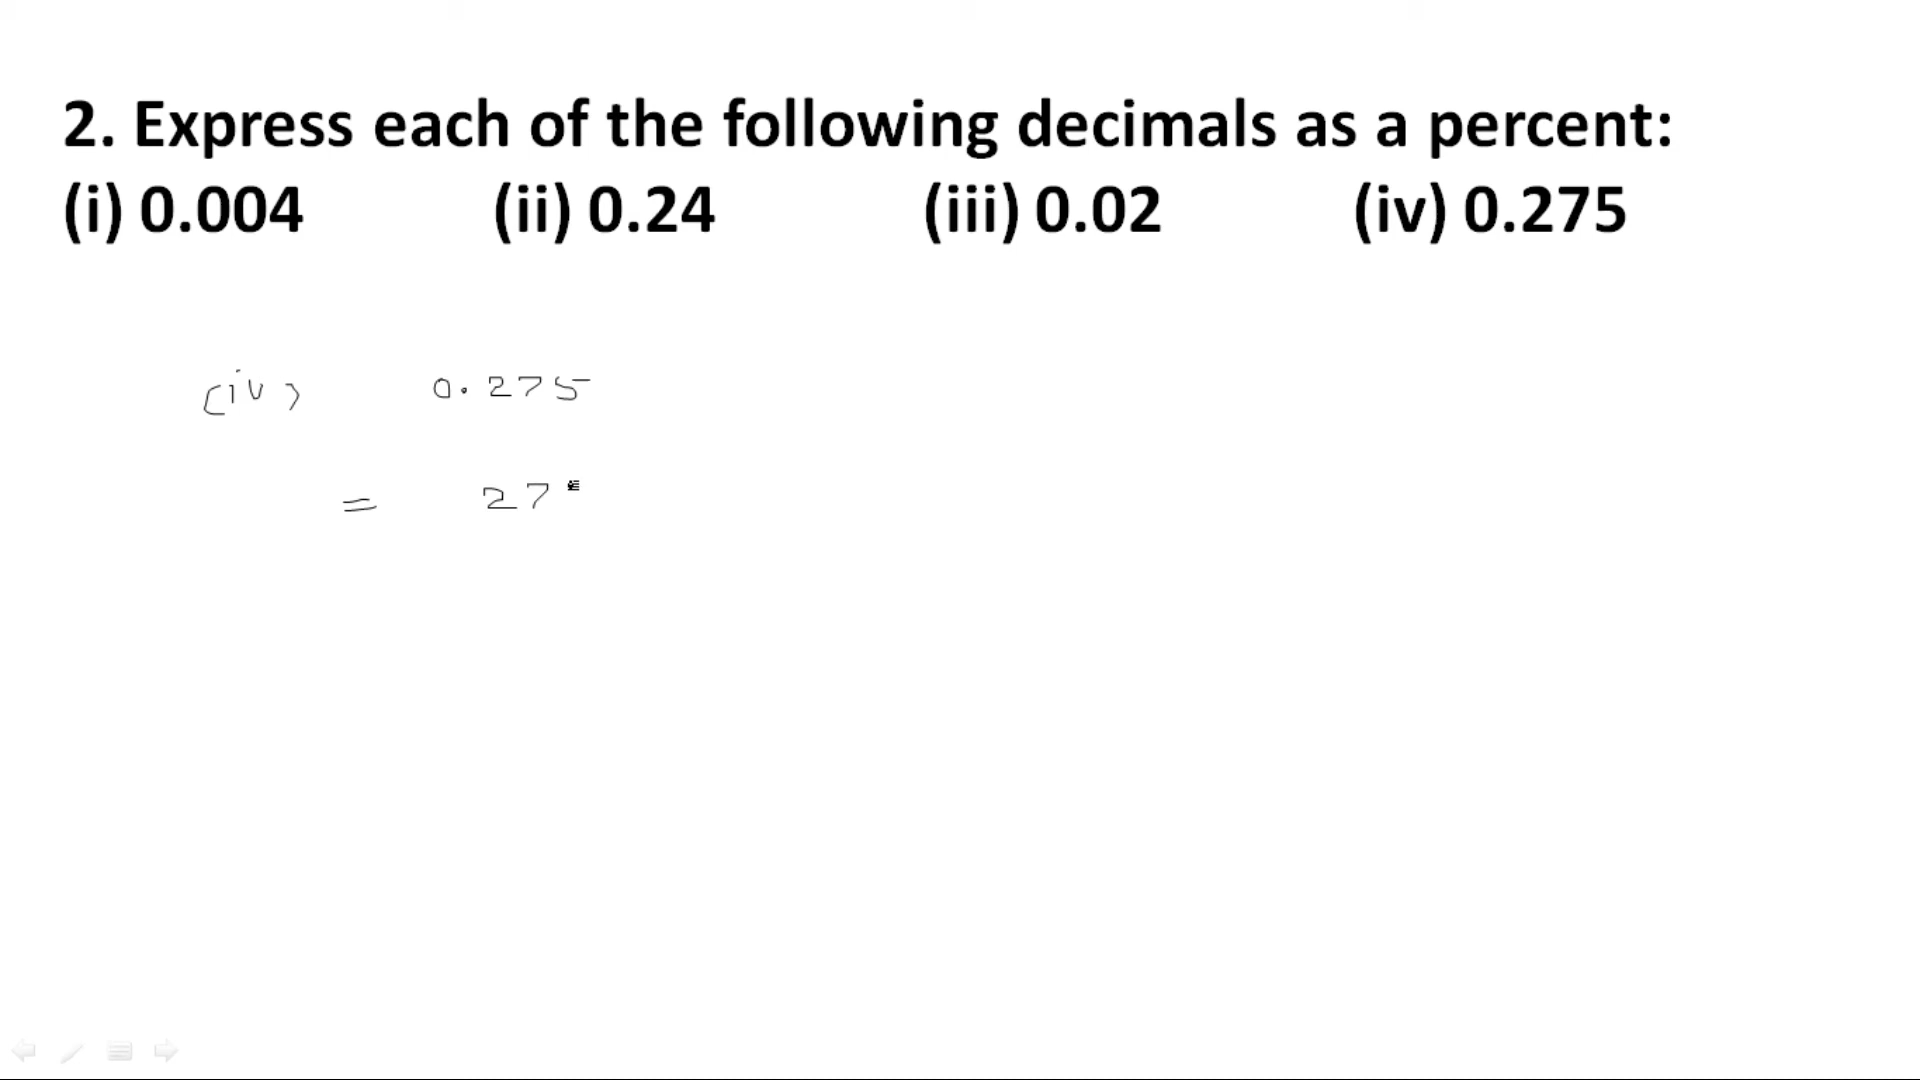 2. Express each of the following decimals as a percent:
(i) 0.004 (ii) 0.24 (iii) 0.02 (iv) 0.275
(iv) 0.275
= 27